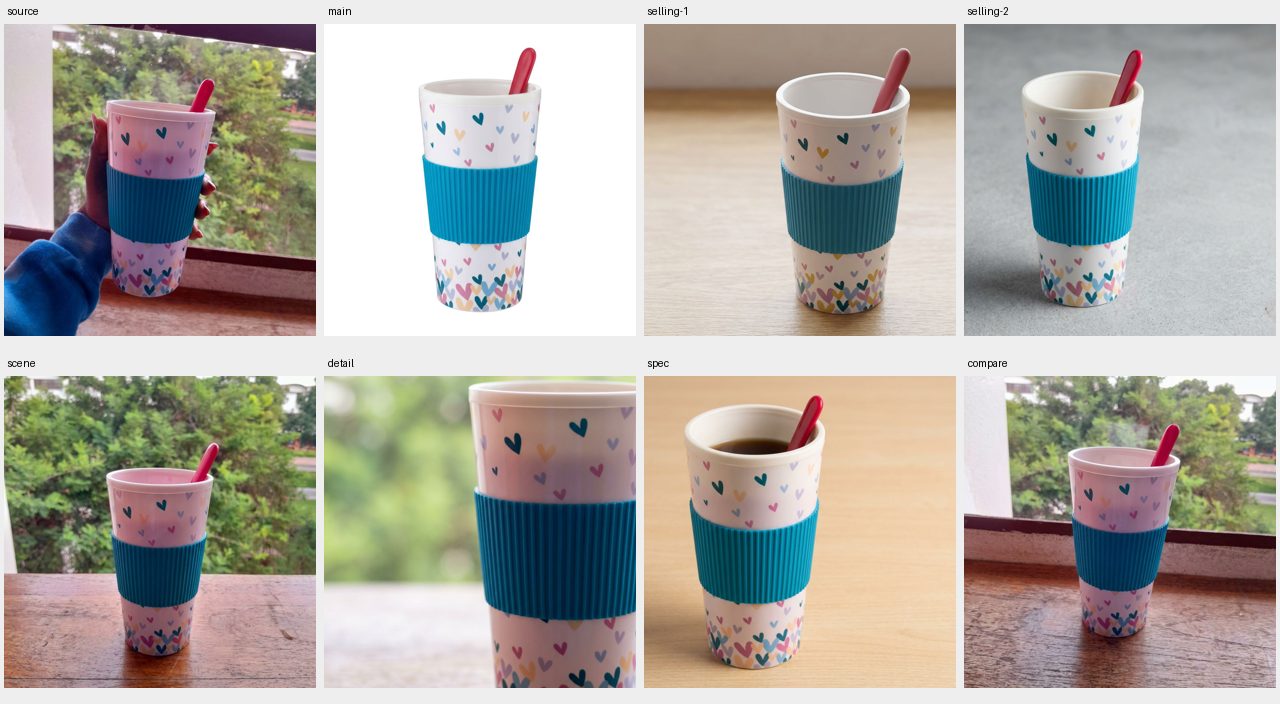 source
main
selling-1
selling-2
scene
detail
spec
compare